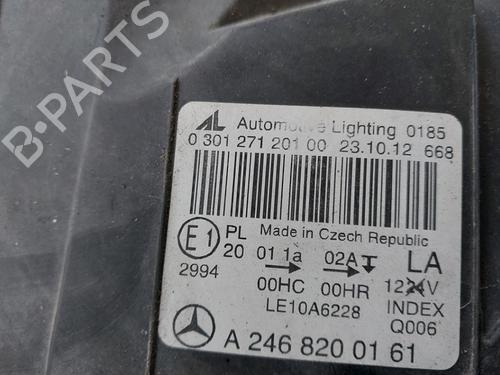 B-PARTS
AL Automotive Lighting 0185
0 301 271 201 00 23.10.12 668
E1 PL Made in Czech Republic
20 01 1a 02A LA
2994 00HC 00HR 1224V
LE10A6228 INDEX
Q006
A 246 820 01 61